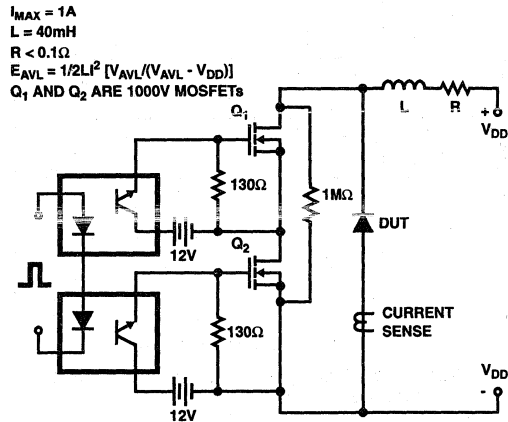 IMAX = 1A
L = 40mH
R < 0.1Ω
EAVL = 1/2LI² [VAVL/(VAVL - VDD)]
Q1 AND Q2 ARE 1000V MOSFETs
Q1
L
R
+
VDD
130Ω
1MΩ
DUT
12V
Q2
130Ω
CURRENT
SENSE
VDD
-
12V